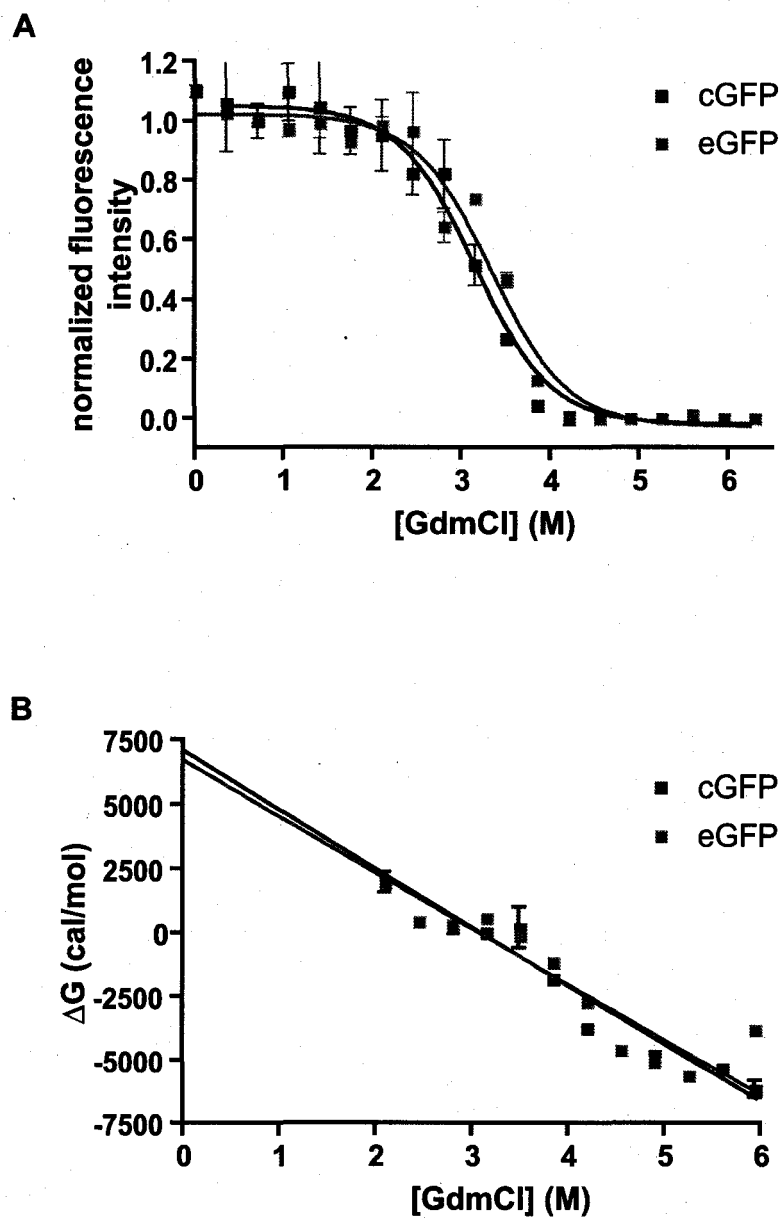 A
normalized fluorescence
intensity
1.2
1.0
0.8
0.6
0.4
0.2
0.0
0 1 2 3 4 5 6
[GdmCl] (M)
cGFP
eGFP
B
ΔG (cal/mol)
7500
5000
2500
0
-2500
-5000
-7500
0 1 2 3 4 5 6
[GdmCl] (M)
cGFP
eGFP